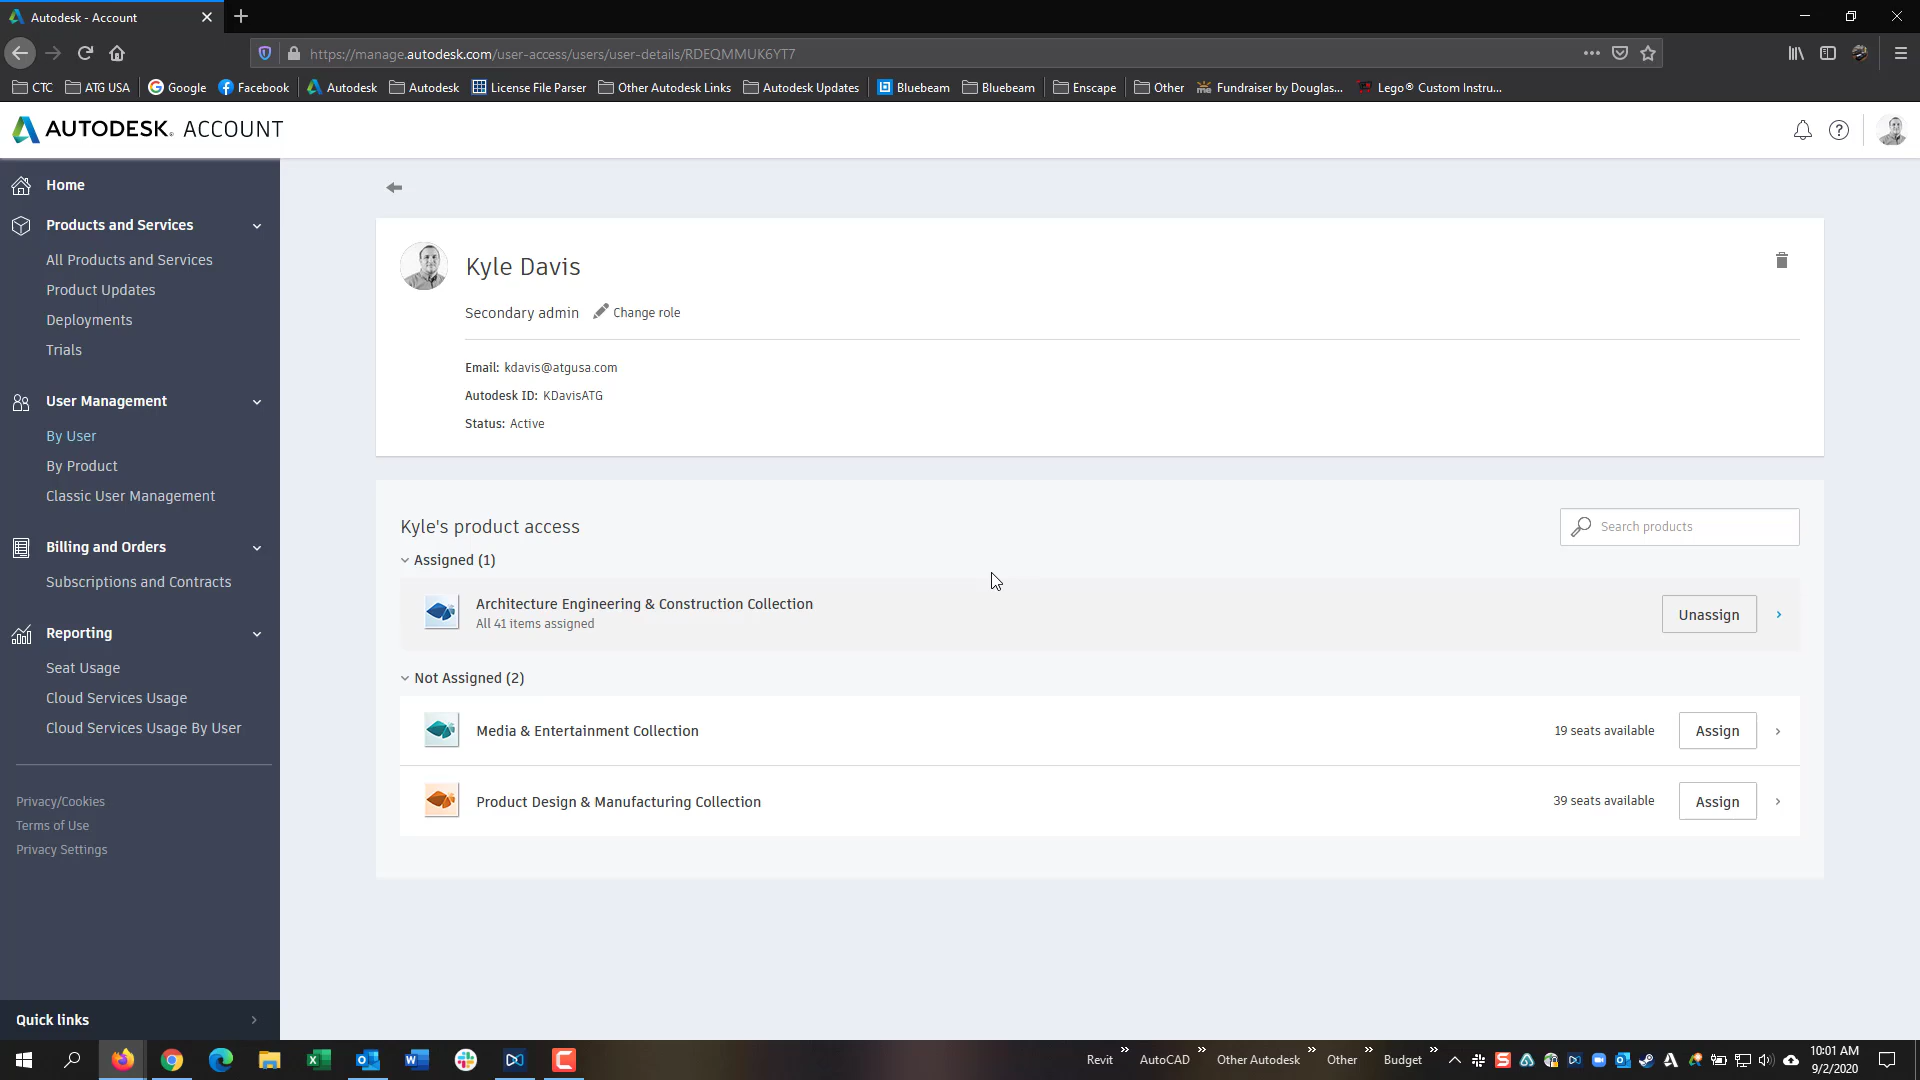 Autodesk - Account
https://manage.autodesk.com/user-access/users/user-details/RDEQMMUK6YT7
CTC
ATG USA
Google
Facebook
Autodesk
Autodesk
License File Parser
Other Autodesk Links
Autodesk Updates
Bluebeam
Bluebeam
Enscape
Other
Fundraiser by Douglas...
Lego® Custom Instru...
AUTODESK® ACCOUNT
Home
Products and Services
All Products and Services
Product Updates
Deployments
Trials
User Management
By User
By Product
Classic User Management
Billing and Orders
Subscriptions and Contracts
Reporting
Seat Usage
Cloud Services Usage
Cloud Services Usage By User
Privacy/Cookies
Terms of Use
Privacy Settings
Quick links
Kyle Davis
Secondary admin
Change role
Email: kdavis@atgusa.com
Autodesk ID: KDavisATG
Status: Active
Kyle's product access
Search products
Assigned (1)
Architecture Engineering & Construction Collection
All 41 items assigned
Unassign
Not Assigned (2)
Media & Entertainment Collection
19 seats available
Assign
Product Design & Manufacturing Collection
39 seats available
Assign
Revit
AutoCAD
Other Autodesk
Other
Budget
10:01 AM
9/2/2020